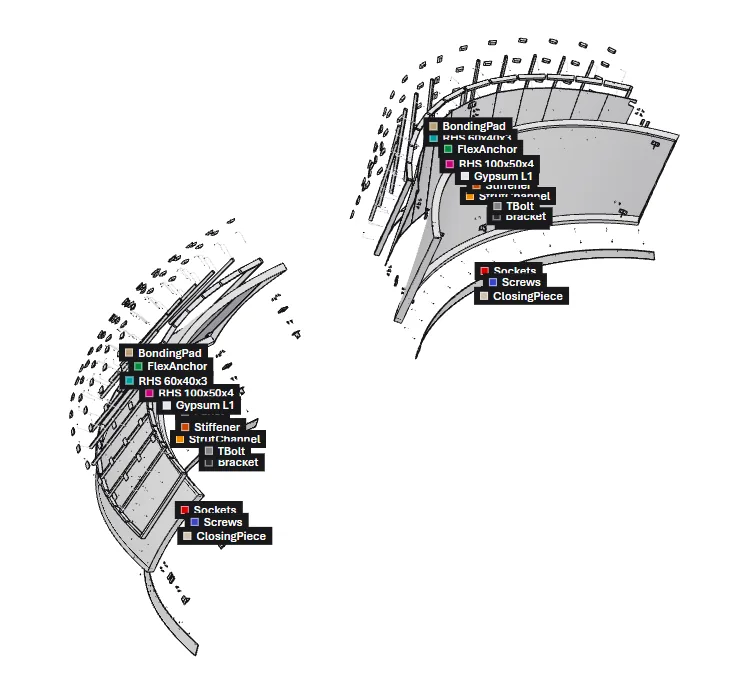 BondingPad
RHS 60x40x3
FlexAnchor
RHS 100x50x4
Gypsum L1
Stiffener
StrutChannel
TBolt
Bracket
Sockets
Screws
ClosingPiece
BondingPad
FlexAnchor
RHS 60x40x3
RHS 100x50x4
Gypsum L1
Stiffener
StrutChannel
TBolt
Bracket
Sockets
Screws
ClosingPiece